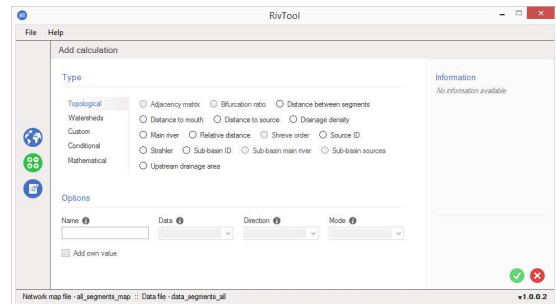 RivTool
File Help
Add calculation
Type
Information
No information available
Topological
Adjacency matrix Bifurcation ratio Distance between segments
Watersheds
Distance to mouth Distance to source Drainage density
Custom
Main river Relative distance Shreve order Source ID
Conditional
Strahler Sub-basin ID Sub-basin main river Sub-basin sources
Mathematical
Upstream drainage area
Options
Name Data Direction Mode
Add own value
Network map file - all_segments_map :: Data file - data_segments_all
v1.0.0.2